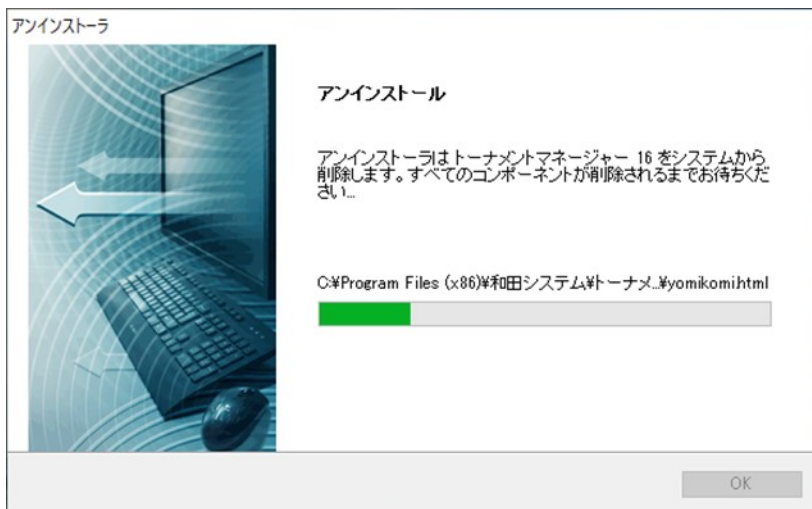 アンインストーラ
アンインストール
アンインストーラはトーナメントマネージャー 16 をシステムから
削除します。すべてのコンポーネントが削除されるまでお待ちくだ
さい...
C:¥Program Files (x86)¥和田システム¥トーナメ...¥yomikomi.html
OK